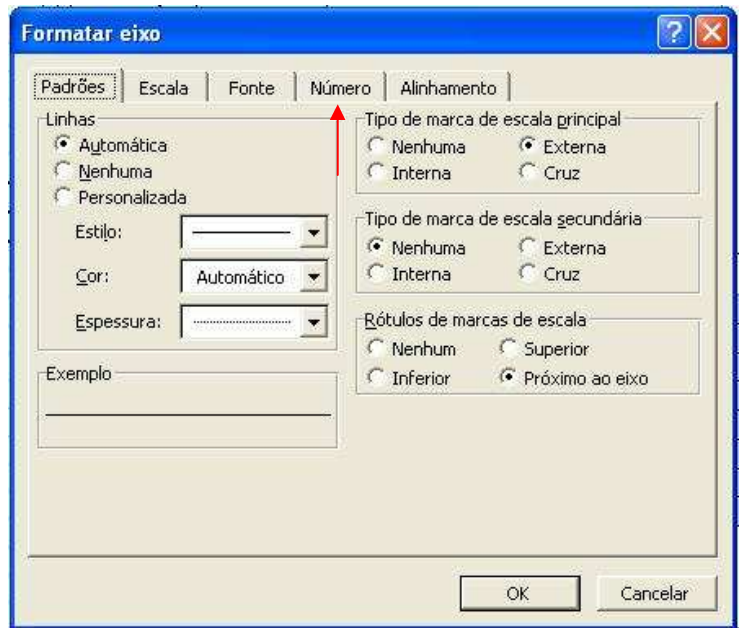 Formatar eixo
Padrões Escala Fonte Número Alinhamento
Linhas
Automática
Nenhuma
Personalizada
Estilo:
Cor: Automático
Espessura:
Exemplo
Tipo de marca de escala principal
Nenhuma Externa
Interna Cruz
Tipo de marca de escala secundária
Nenhuma Externa
Interna Cruz
Rótulos de marcas de escala
Nenhum Superior
Inferior Próximo ao eixo
OK Cancelar